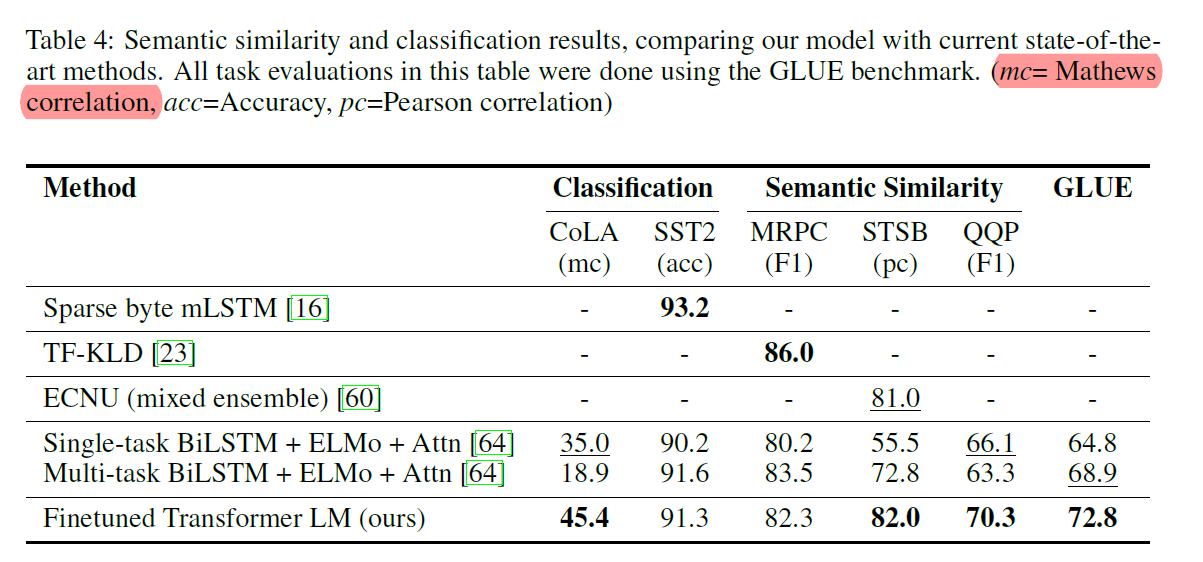 Table 4: Semantic similarity and classification results, comparing our model with current state-of-the-
art methods. All task evaluations in this table were done using the GLUE benchmark. (mc= Mathews
correlation, acc=Accuracy, pc=Pearson correlation)
Method Classification Semantic Similarity GLUE
CoLA SST2 MRPC STSB QQP
(mc) (acc) (F1) (pc) (F1)
Sparse byte mLSTM [16] - 93.2 - - - -
TF-KLD [23] - - 86.0 - - -
ECNU (mixed ensemble) [60] - - - 81.0 - -
Single-task BiLSTM + ELMo + Attn [64] 35.0 90.2 80.2 55.5 66.1 64.8
Multi-task BiLSTM + ELMo + Attn [64] 18.9 91.6 83.5 72.8 63.3 68.9
Finetuned Transformer LM (ours) 45.4 91.3 82.3 82.0 70.3 72.8